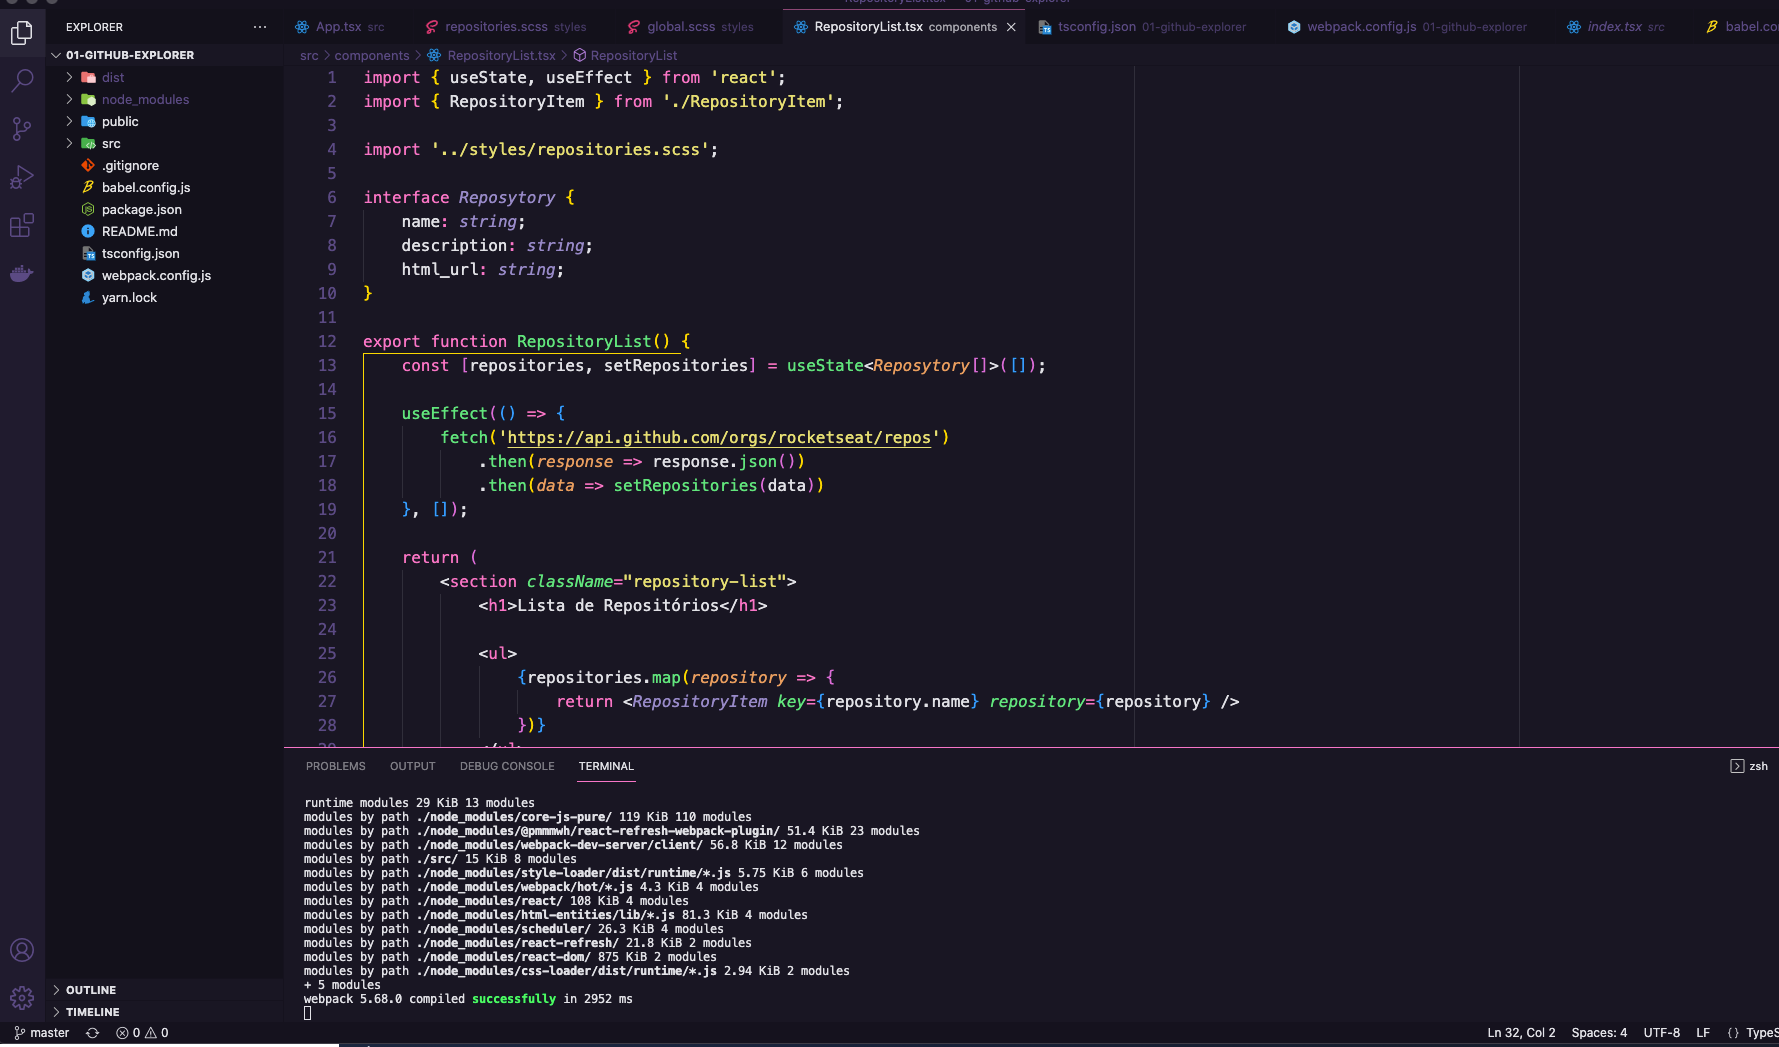 EXPLORER
01-GITHUB-EXPLORER
dist
node_modules
public
src
.gitignore
babel.config.js
package.json
README.md
tsconfig.json
webpack.config.js
yarn.lock
OUTLINE
TIMELINE
App.tsx src
repositories.scss styles
global.scss styles
RepositoryList.tsx components
tsconfig.json 01-github-explorer
webpack.config.js 01-github-explorer
index.tsx src
babel.co
src > components > RepositoryList.tsx > RepositoryList
1 import { useState, useEffect } from 'react';
2 import { RepositoryItem } from './RepositoryItem';
3
4 import '../styles/repositories.scss';
5
6 interface Reposytory {
7 name: string;
8 description: string;
9 html_url: string;
10 }
11
12 export function RepositoryList() {
13 const [repositories, setRepositories] = useState<Reposytory[]>([]);
14
15 useEffect(() => {
16 fetch('https://api.github.com/orgs/rocketseat/repos')
17 .then(response => response.json())
18 .then(data => setRepositories(data))
19 }, []);
20
21 return (
22 <section className="repository-list">
23 <h1>Lista de Repositórios</h1>
24
25 <ul>
26 {repositories.map(repository => {
27 return <RepositoryItem key={repository.name} repository={repository} />
28 })}
PROBLEMS OUTPUT DEBUG CONSOLE TERMINAL zsh
runtime modules 29 KiB 13 modules
modules by path ./node_modules/core-js-pure/ 119 KiB 110 modules
modules by path ./node_modules/@pmmmwh/react-refresh-webpack-plugin/ 51.4 KiB 23 modules
modules by path ./node_modules/webpack-dev-server/client/ 56.8 KiB 12 modules
modules by path ./src/ 15 KiB 8 modules
modules by path ./node_modules/style-loader/dist/runtime/*.js 5.75 KiB 6 modules
modules by path ./node_modules/webpack/hot/*.js 4.3 KiB 4 modules
modules by path ./node_modules/react/ 108 KiB 4 modules
modules by path ./node_modules/html-entities/lib/*.js 81.3 KiB 4 modules
modules by path ./node_modules/scheduler/ 26.3 KiB 4 modules
modules by path ./node_modules/react-refresh/ 21.8 KiB 2 modules
modules by path ./node_modules/react-dom/ 875 KiB 2 modules
modules by path ./node_modules/css-loader/dist/runtime/*.js 2.94 KiB 2 modules
+ 5 modules
webpack 5.68.0 compiled successfully in 2952 ms
master 0 0 Ln 32, Col 2 Spaces: 4 UTF-8 LF {} TypeS